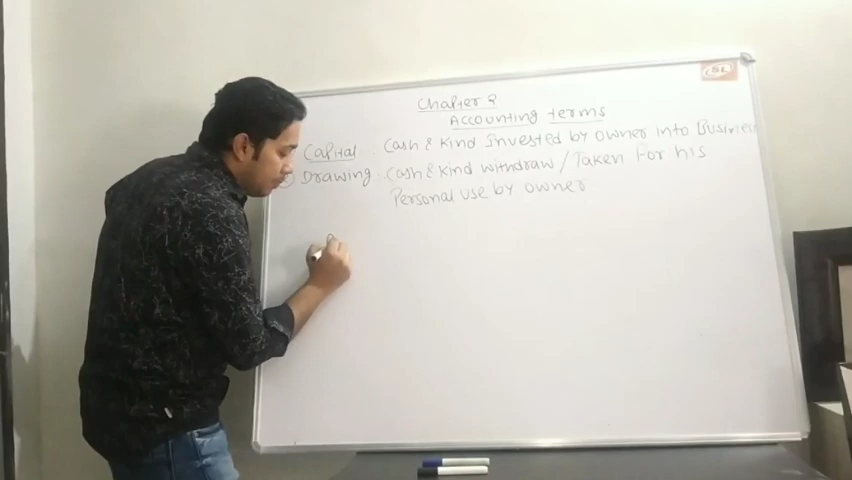 Chapter 2
Accounting terms
Capital Cash & Kind Invested by owner into Business
Drawing. Cash & Kind withdraw / Taken For his
Personal use by owner